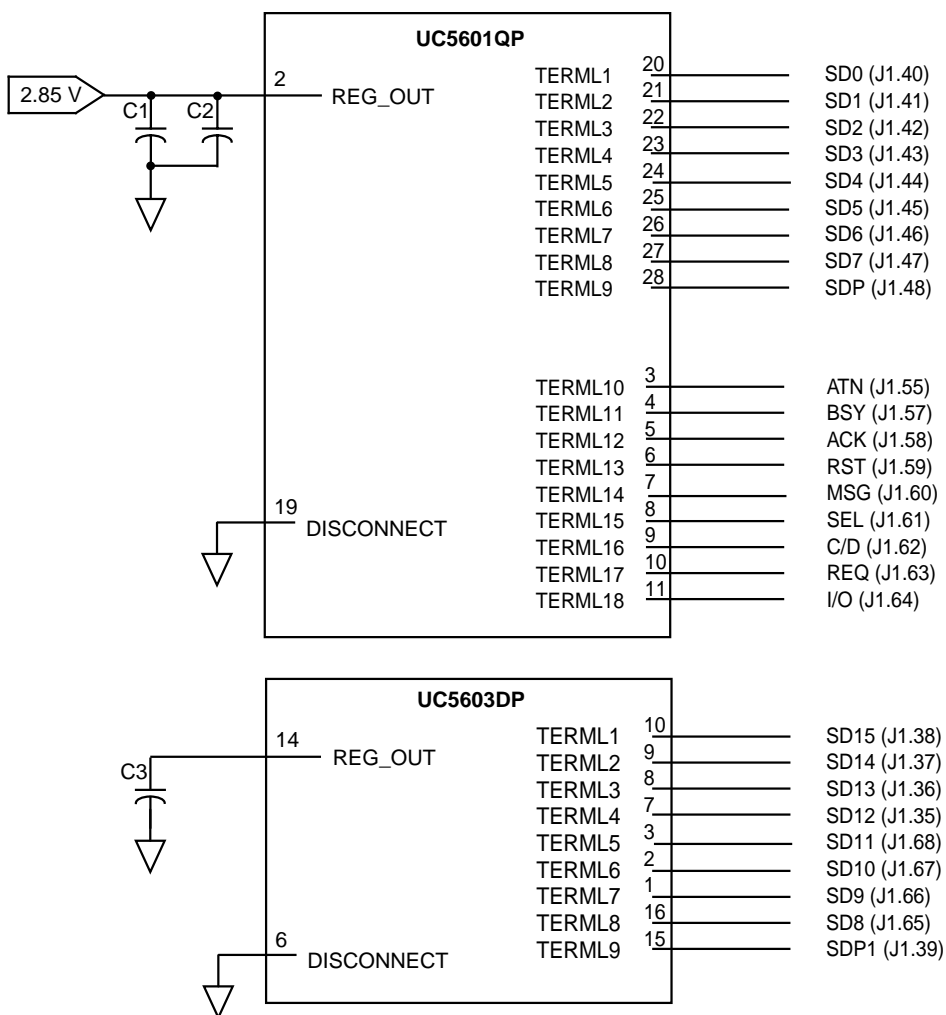 UC5601QP
2.85 V
C1
C2
2
REG_OUT
TERML1 20 SD0 (J1.40)
TERML2 21 SD1 (J1.41)
TERML3 22 SD2 (J1.42)
TERML4 23 SD3 (J1.43)
TERML5 24 SD4 (J1.44)
TERML6 25 SD5 (J1.45)
TERML7 26 SD6 (J1.46)
TERML8 27 SD7 (J1.47)
TERML9 28 SDP (J1.48)
TERML10 3 ATN (J1.55)
TERML11 4 BSY (J1.57)
TERML12 5 ACK (J1.58)
TERML13 6 RST (J1.59)
TERML14 7 MSG (J1.60)
TERML15 8 SEL (J1.61)
TERML16 9 C/D (J1.62)
TERML17 10 REQ (J1.63)
TERML18 11 I/O (J1.64)
19
DISCONNECT
UC5603DP
C3
14
REG_OUT
TERML1 10 SD15 (J1.38)
TERML2 9 SD14 (J1.37)
TERML3 8 SD13 (J1.36)
TERML4 7 SD12 (J1.35)
TERML5 3 SD11 (J1.68)
TERML6 2 SD10 (J1.67)
TERML7 1 SD9 (J1.66)
TERML8 16 SD8 (J1.65)
TERML9 15 SDP1 (J1.39)
6
DISCONNECT